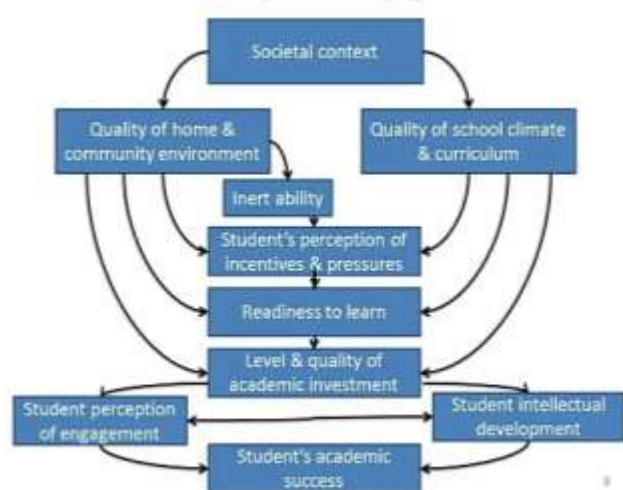 Societal context
Quality of home &
community environment
Quality of school climate
& curriculum
Inert ability
Student's perception of
incentives & pressures
Readiness to learn
Level & quality of
academic investment
Student perception
of engagement
Student intellectual
development
Student's academic
success